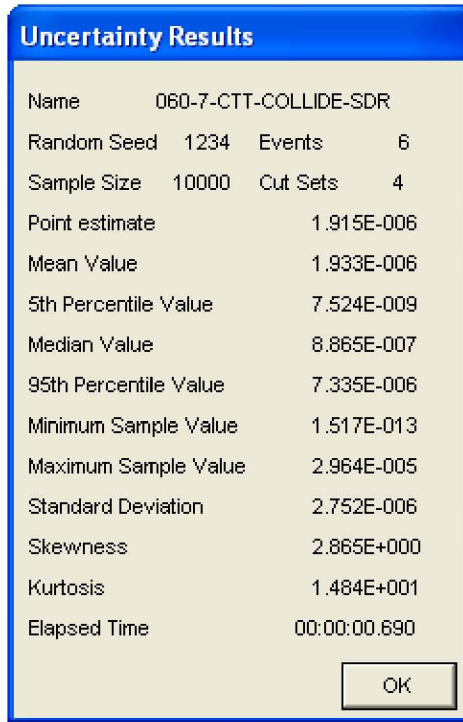 Uncertainty Results
Name 060-7-CTT-COLLIDE-SDR
Random Seed 1234 Events 6
Sample Size 10000 Cut Sets 4
Point estimate 1.915E-006
Mean Value 1.933E-006
5th Percentile Value 7.524E-009
Median Value 8.865E-007
95th Percentile Value 7.335E-006
Minimum Sample Value 1.517E-013
Maximum Sample Value 2.964E-005
Standard Deviation 2.752E-006
Skewness 2.865E+000
Kurtosis 1.484E+001
Elapsed Time 00:00:00.690
OK